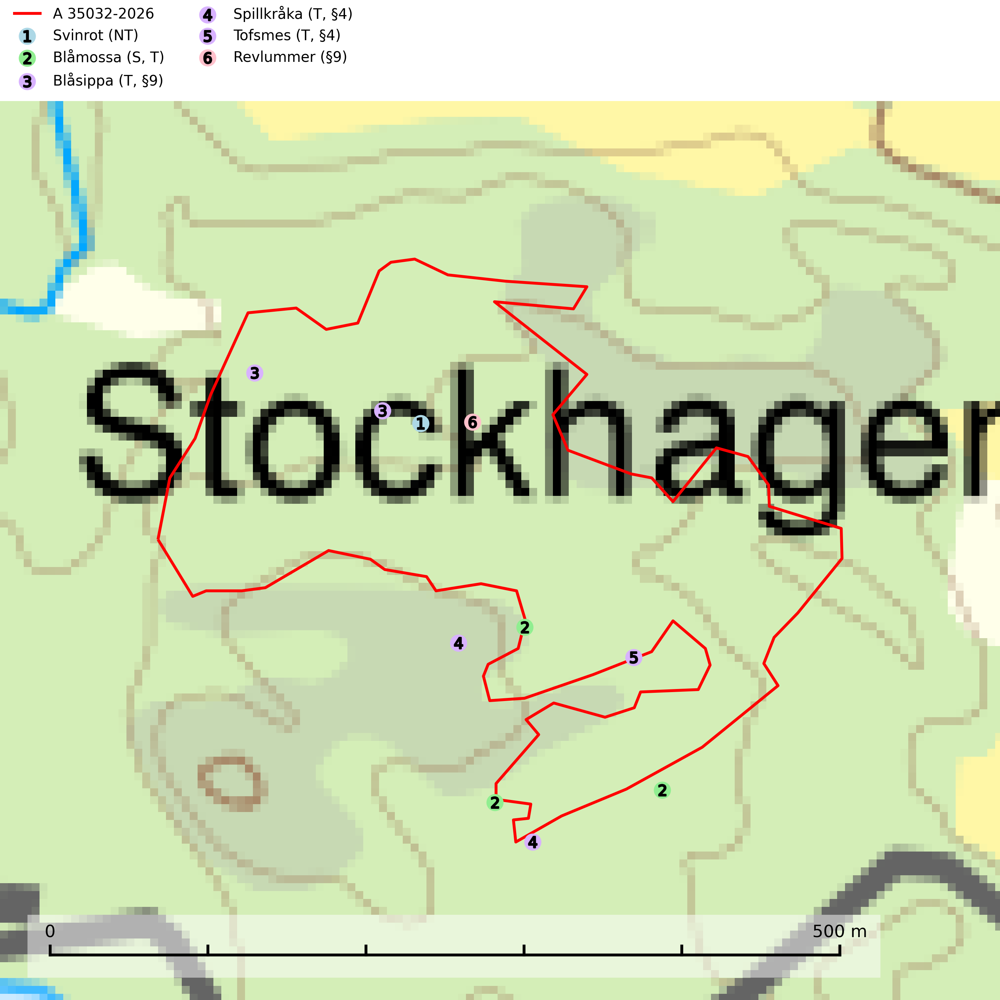 A 35032-2026
1 Svinrot (NT)
2 Blåmossa (S, T)
3 Blåsippa (T, §9)
4 Spillkråka (T, §4)
5 Tofsmes (T, §4)
6 Revlummer (§9)
3
Stockhager
3
1
6
2
4
5
2
2
4
0 500 m